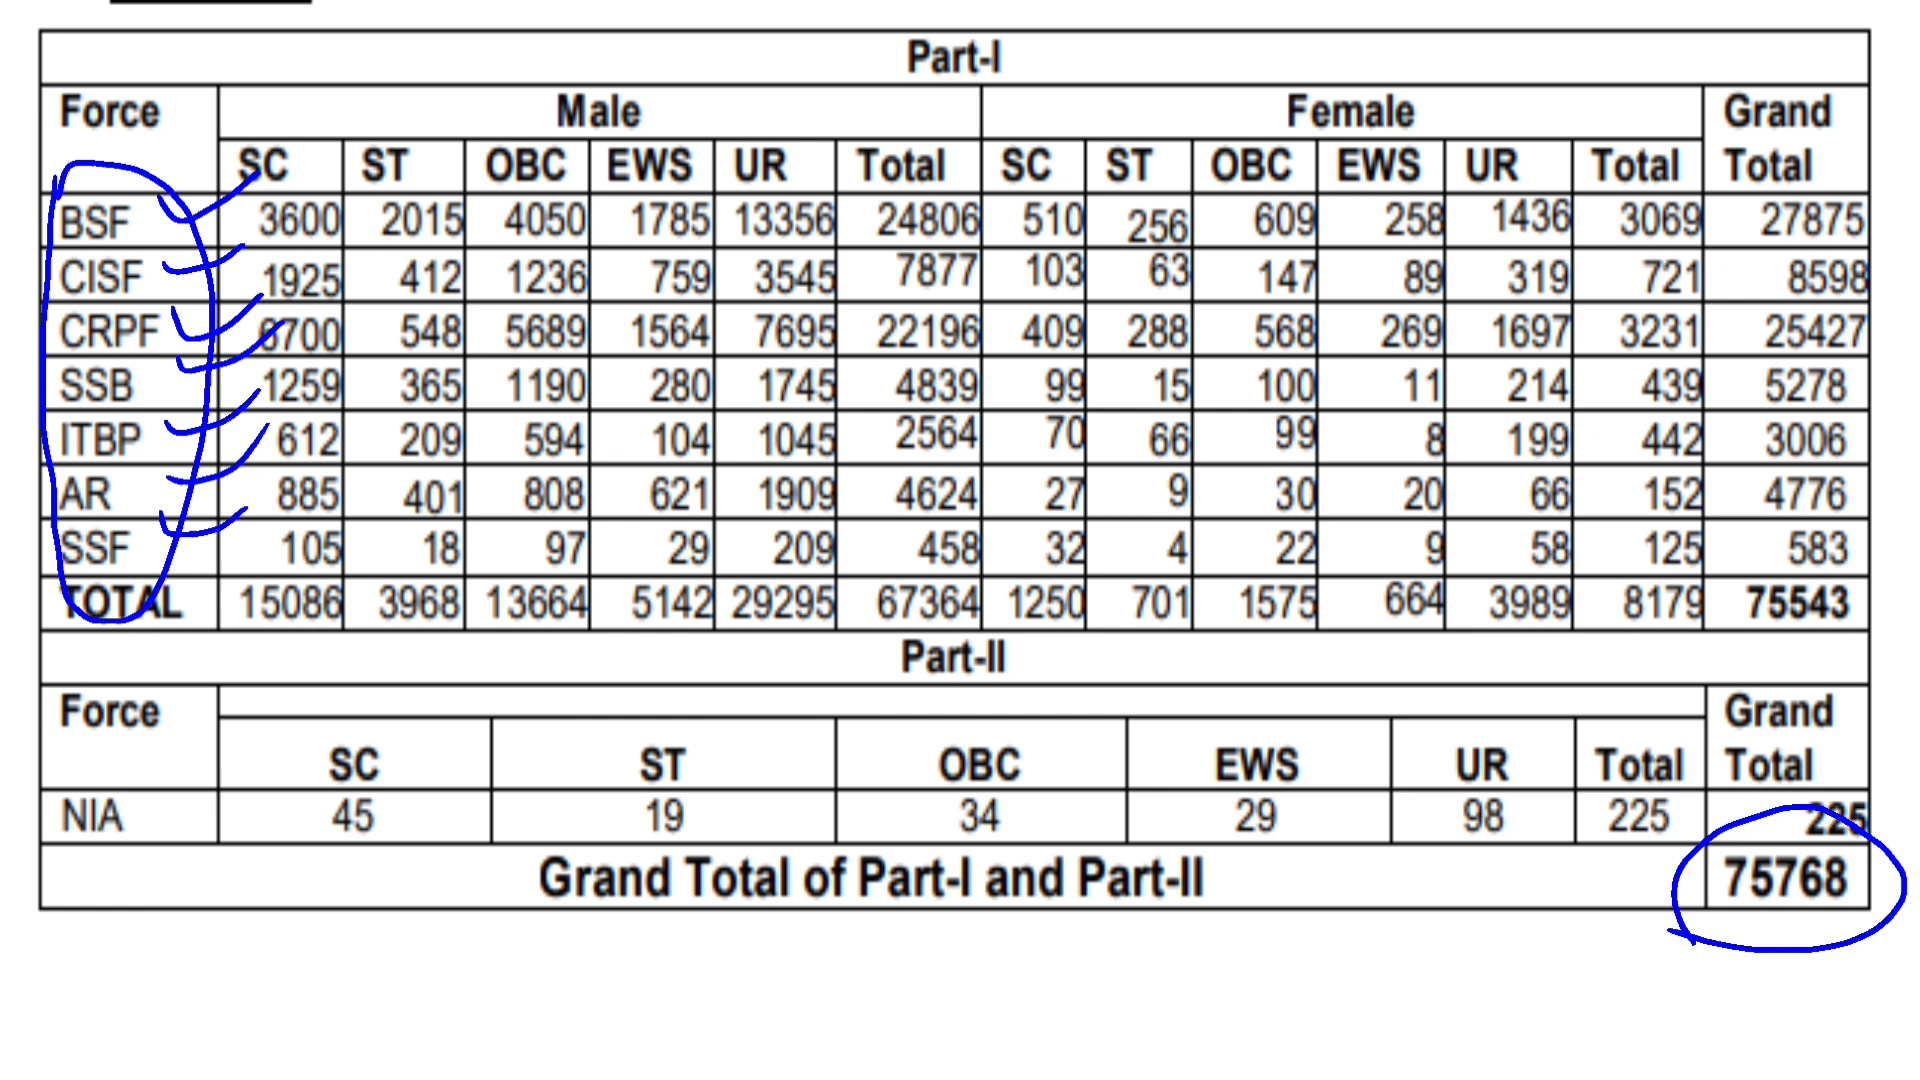 Part-I
Force Male Female Grand Total
SC ST OBC EWS UR Total SC ST OBC EWS UR Total
BSF 3600 2015 4050 1785 13356 24806 510 256 609 258 1436 3069 27875
CISF 1925 412 1236 759 3545 7877 103 63 147 89 319 721 8598
CRPF 6700 548 5689 1564 7695 22196 409 288 568 269 1697 3231 25427
SSB 1259 365 1190 280 1745 4839 99 15 100 11 214 439 5278
ITBP 612 209 594 104 1045 2564 70 66 99 8 199 442 3006
AR 885 401 808 621 1909 4624 27 9 30 20 66 152 4776
SSF 105 18 97 29 209 458 32 4 22 9 58 125 583
TOTAL 15086 3968 13664 5142 29295 67364 1250 701 1575 664 3989 8179 75543
Part-II
Force Grand Total
SC ST OBC EWS UR Total
NIA 45 19 34 29 98 225 225
Grand Total of Part-I and Part-II 75768